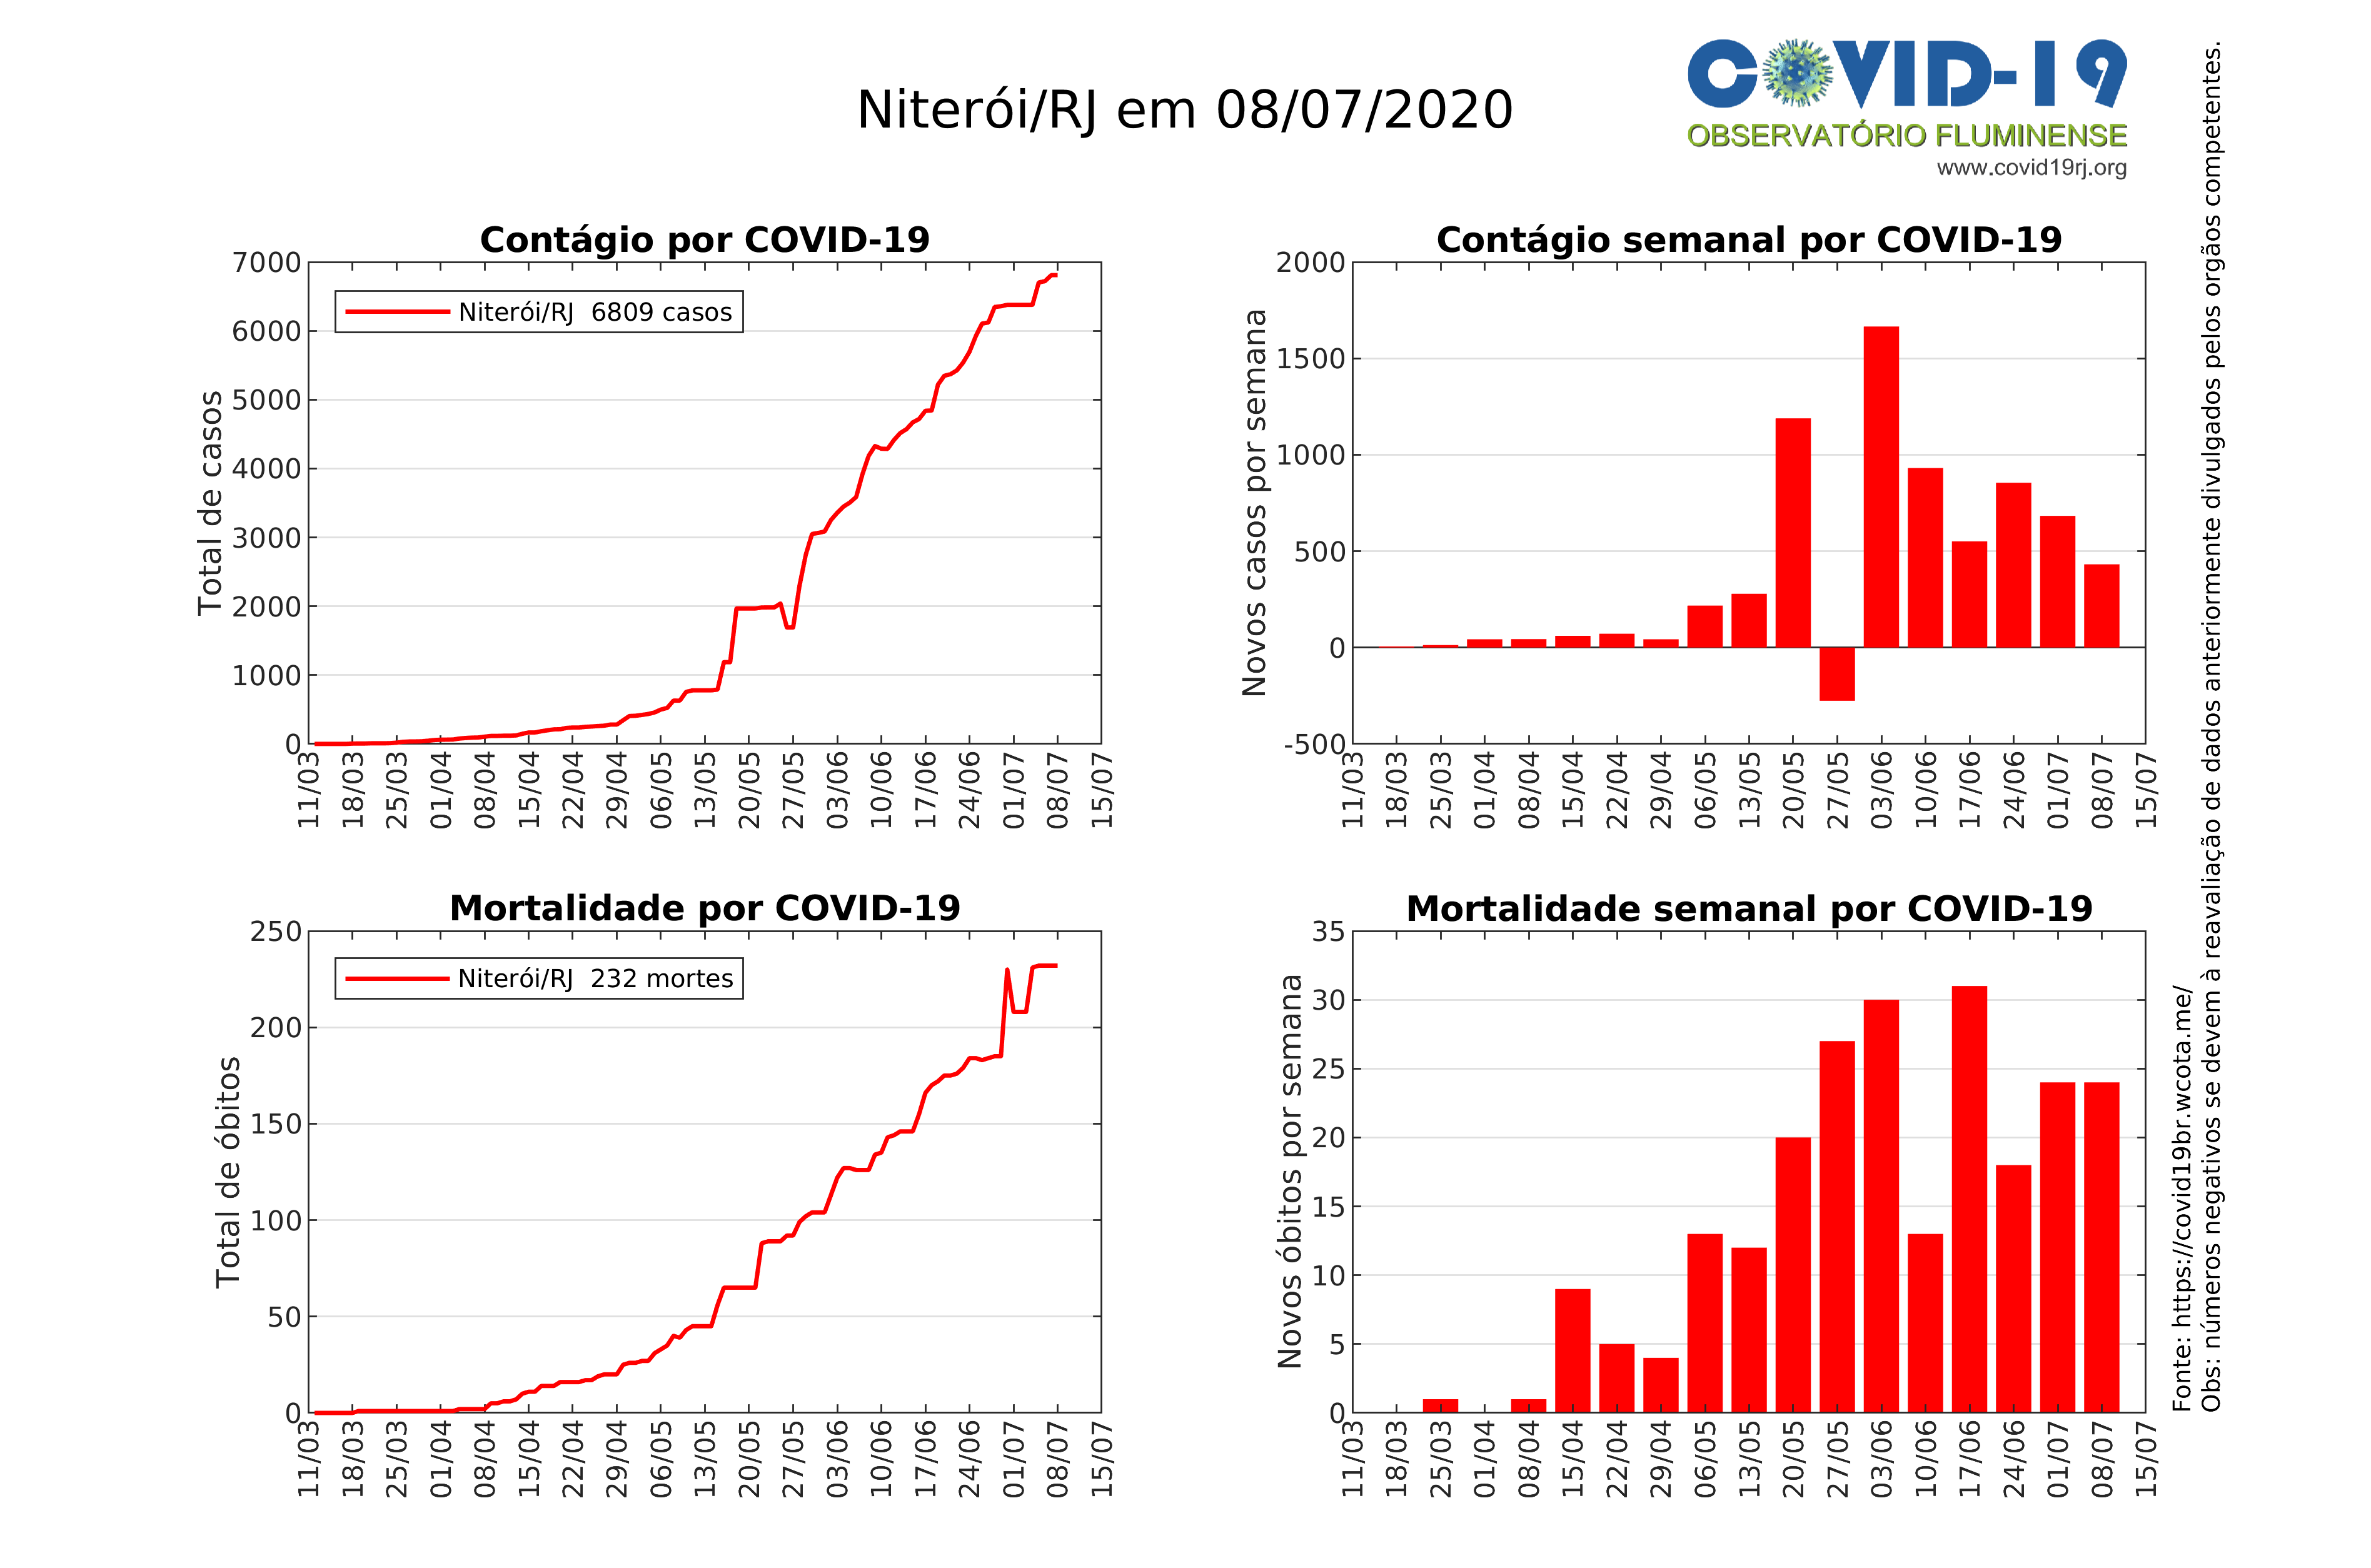 Niterói/RJ em 08/07/2020
COVID-19
OBSERVATÓRIO FLUMINENSE
www.covid19rj.org
Contágio por COVID-19
Total de casos
7000
6000
5000
4000
3000
2000
1000
0
Niterói/RJ 6809 casos
11/03 18/03 25/03 01/04 08/04 15/04 22/04 29/04 06/05 13/05 20/05 27/05 03/06 10/06 17/06 24/06 01/07 08/07 15/07
Contágio semanal por COVID-19
Novos casos por semana
2000
1500
1000
500
0
-500
11/03 18/03 25/03 01/04 08/04 15/04 22/04 29/04 06/05 13/05 20/05 27/05 03/06 10/06 17/06 24/06 01/07 08/07 15/07
Mortalidade por COVID-19
Total de óbitos
250
200
150
100
50
0
Niterói/RJ 232 mortes
11/03 18/03 25/03 01/04 08/04 15/04 22/04 29/04 06/05 13/05 20/05 27/05 03/06 10/06 17/06 24/06 01/07 08/07 15/07
Mortalidade semanal por COVID-19
Novos óbitos por semana
35
30
25
20
15
10
5
0
11/03 18/03 25/03 01/04 08/04 15/04 22/04 29/04 06/05 13/05 20/05 27/05 03/06 10/06 17/06 24/06 01/07 08/07 15/07
Fonte: https://covid19br.wcota.me/
Obs: números negativos se devem à reavaliação de dados anteriormente divulgados pelos orgãos competentes.